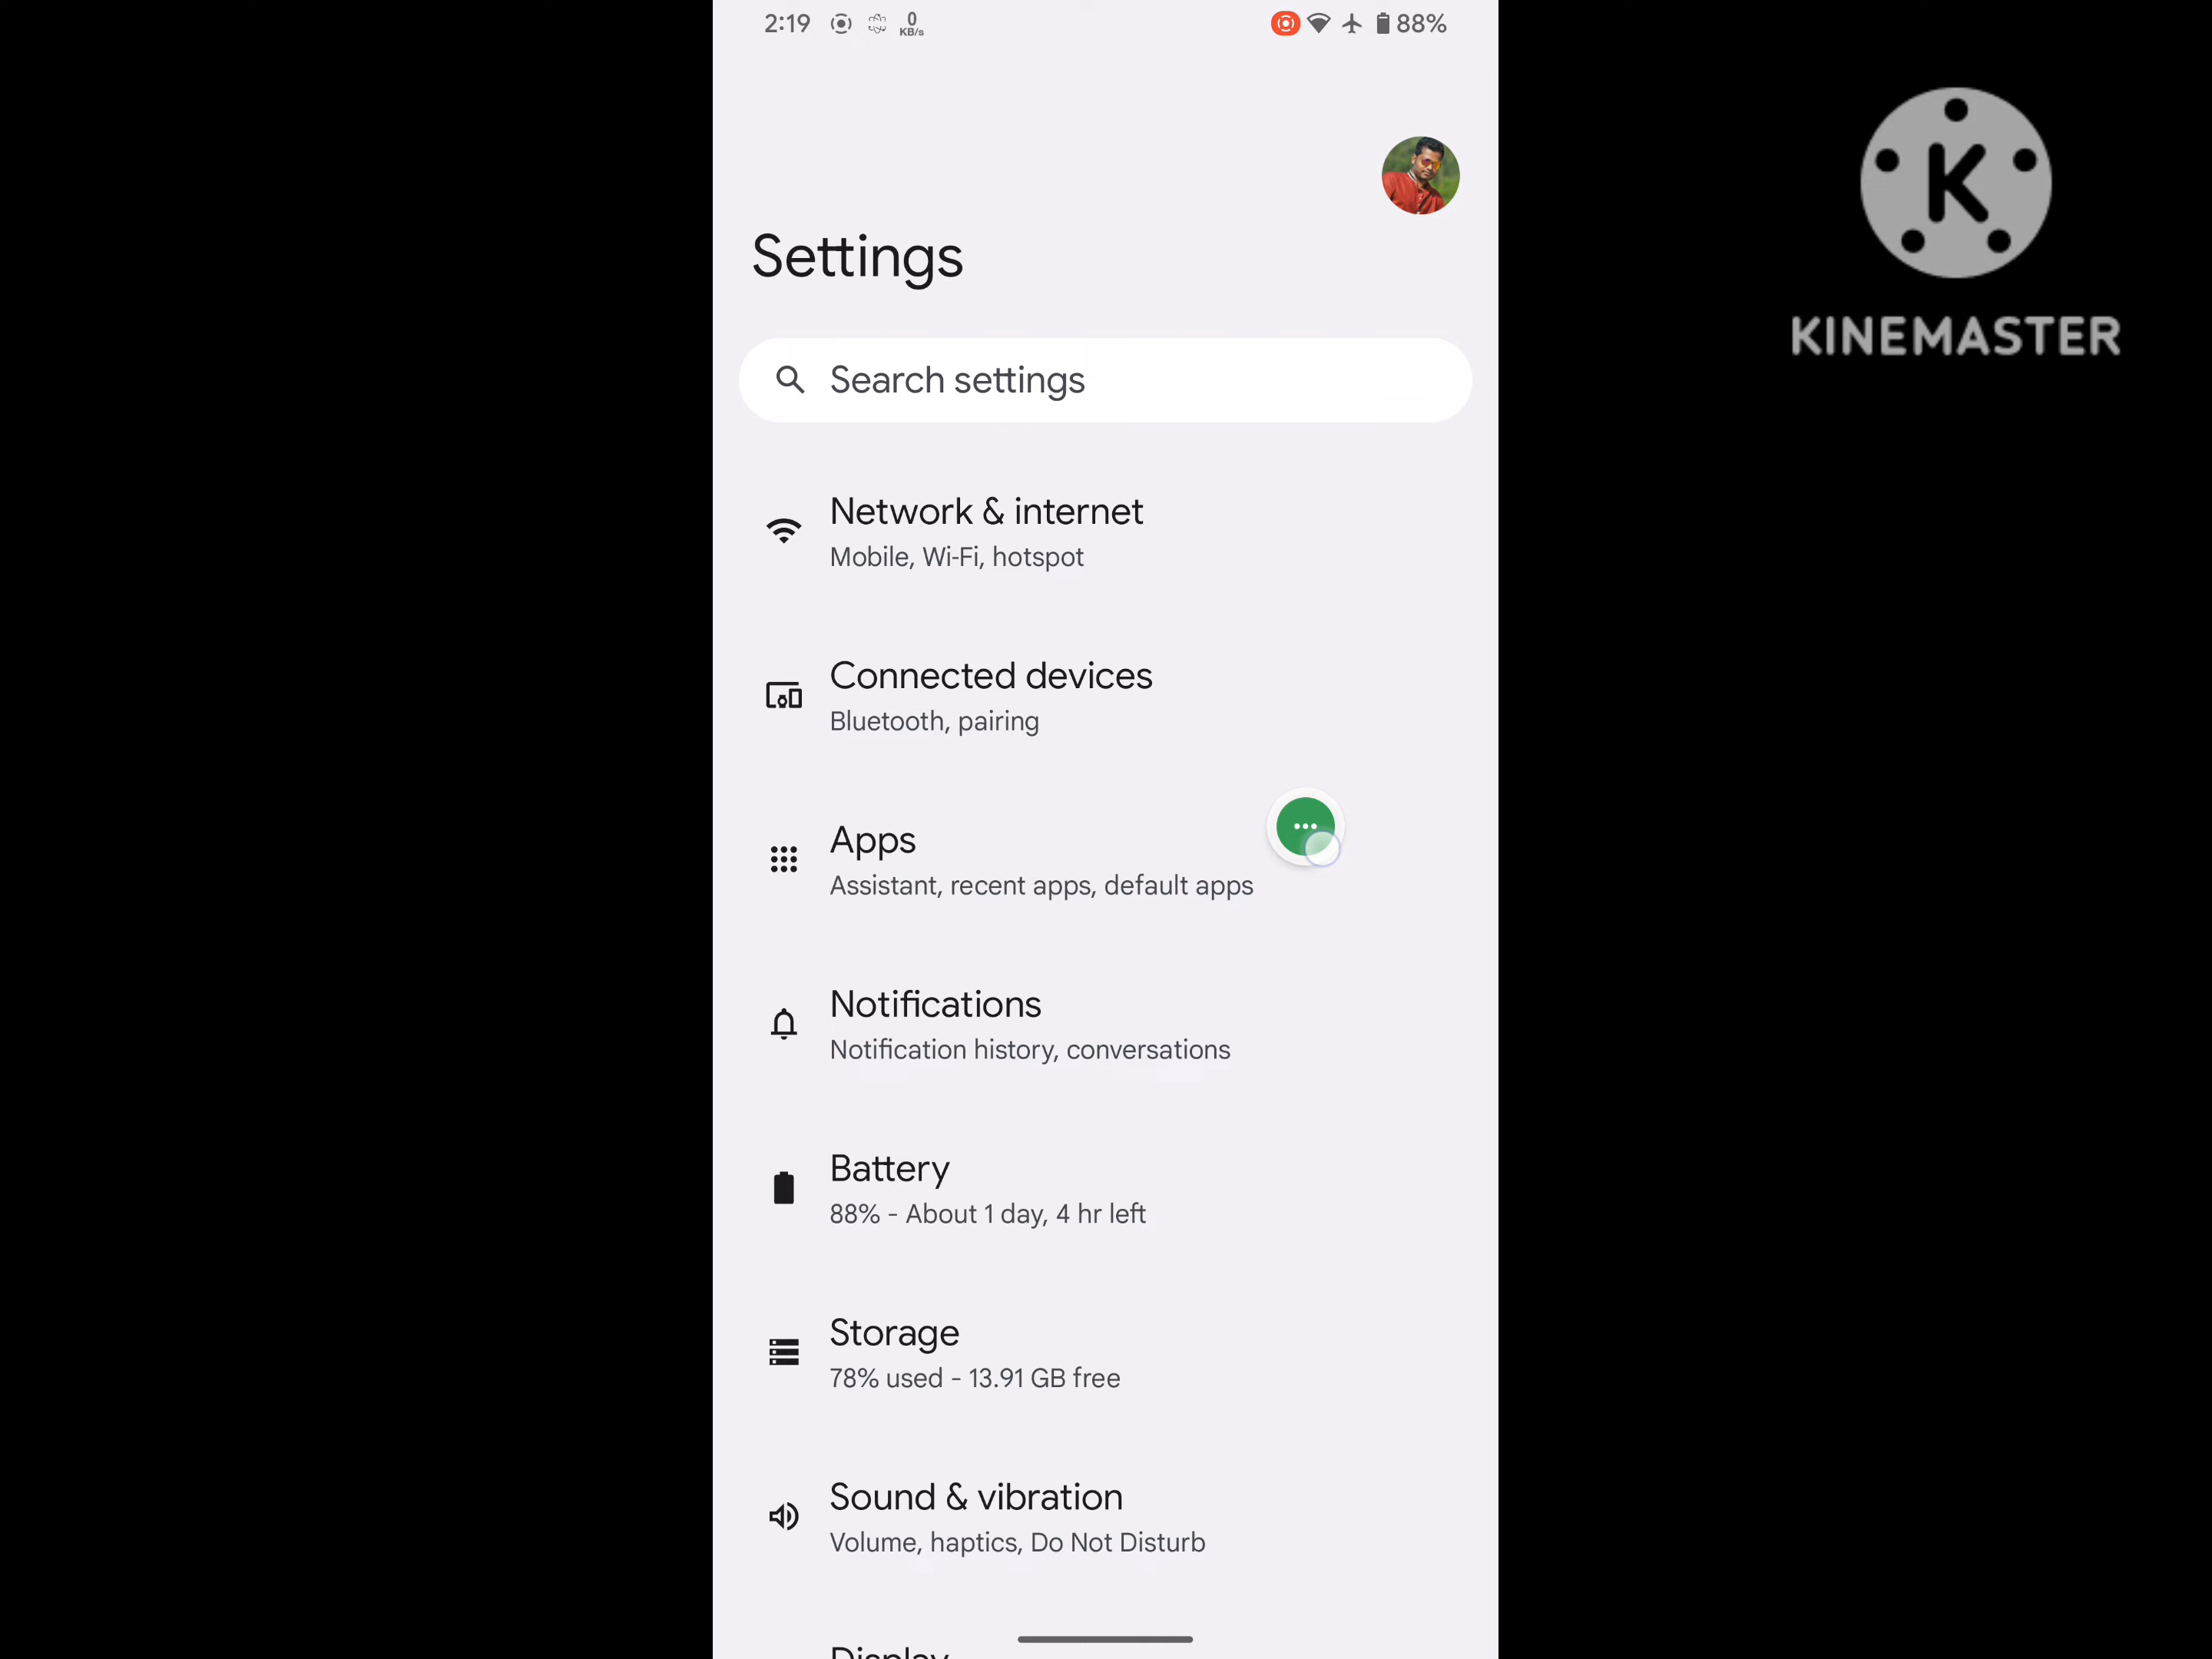 2:19 0 KB/s 88%
K
KINEMASTER
Settings
Search settings
Network & internet
Mobile, Wi-Fi, hotspot
Connected devices
Bluetooth, pairing
Apps
Assistant, recent apps, default apps
Notifications
Notification history, conversations
Battery
88% - About 1 day, 4 hr left
Storage
78% used - 13.91 GB free
Sound & vibration
Volume, haptics, Do Not Disturb
Display